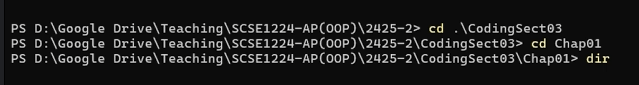 PS D:\Google Drive\Teaching\SCSE1224-AP(OOP)\2425-2> cd .\CodingSect03
PS D:\Google Drive\Teaching\SCSE1224-AP(OOP)\2425-2\CodingSect03> cd Chap01
PS D:\Google Drive\Teaching\SCSE1224-AP(OOP)\2425-2\CodingSect03\Chap01> dir